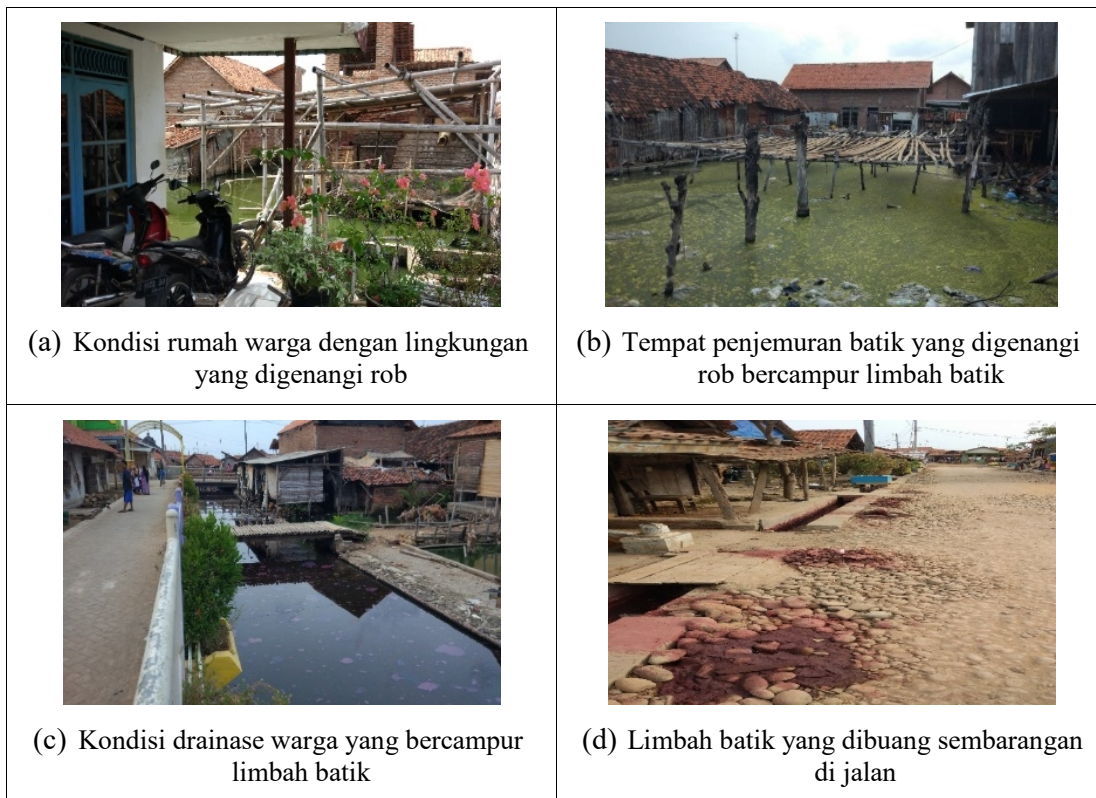 (a) Kondisi rumah warga dengan lingkungan
yang digenangi rob
(b) Tempat penjemuran batik yang digenangi
rob bercampur limbah batik
(c) Kondisi drainase warga yang bercampur
limbah batik
(d) Limbah batik yang dibuang sembarangan
di jalan